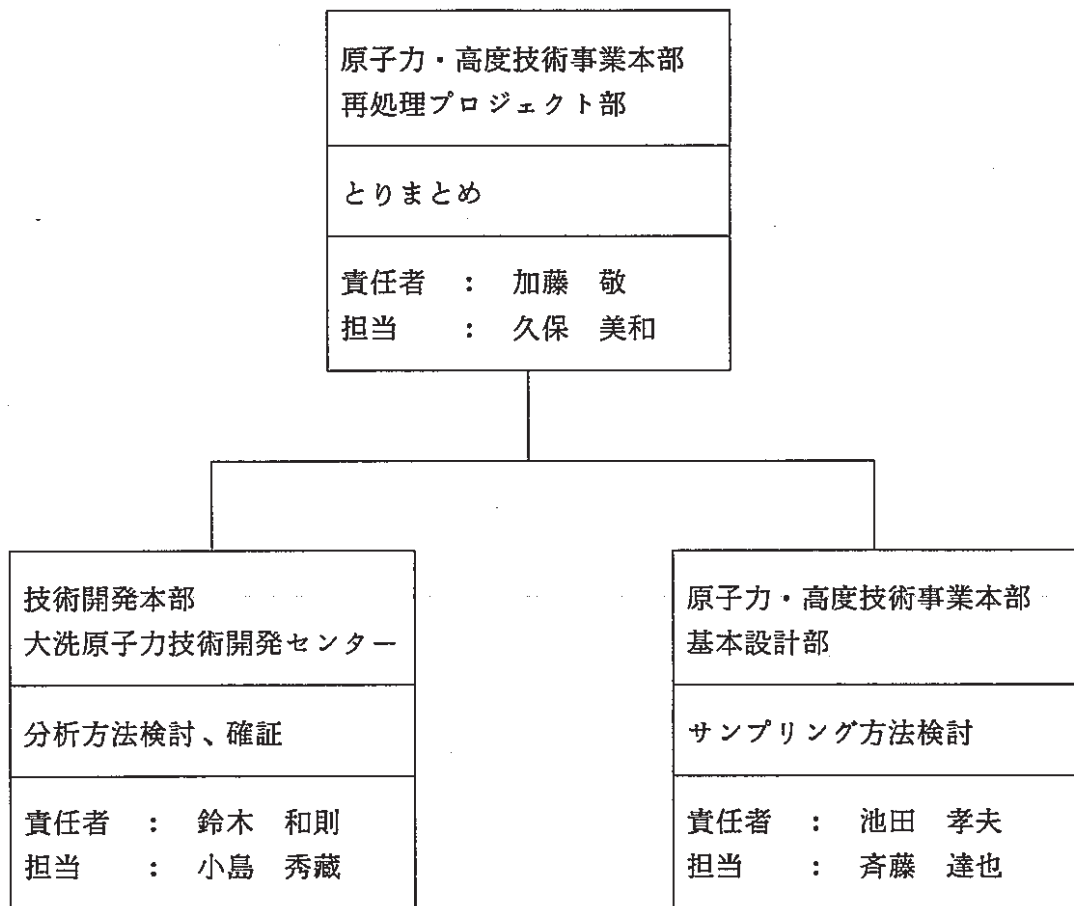 原子力・高度技術事業本部
再処理プロジェクト部
とりまとめ
責任者　：　加藤　敬
担当　　：　久保　美和
技術開発本部
大洗原子力技術開発センター
分析方法検討、確証
責任者　：　鈴木　和則
担当　　：　小島　秀蔵
原子力・高度技術事業本部
基本設計部
サンプリング方法検討
責任者　：　池田　孝夫
担当　　：　斉藤　達也